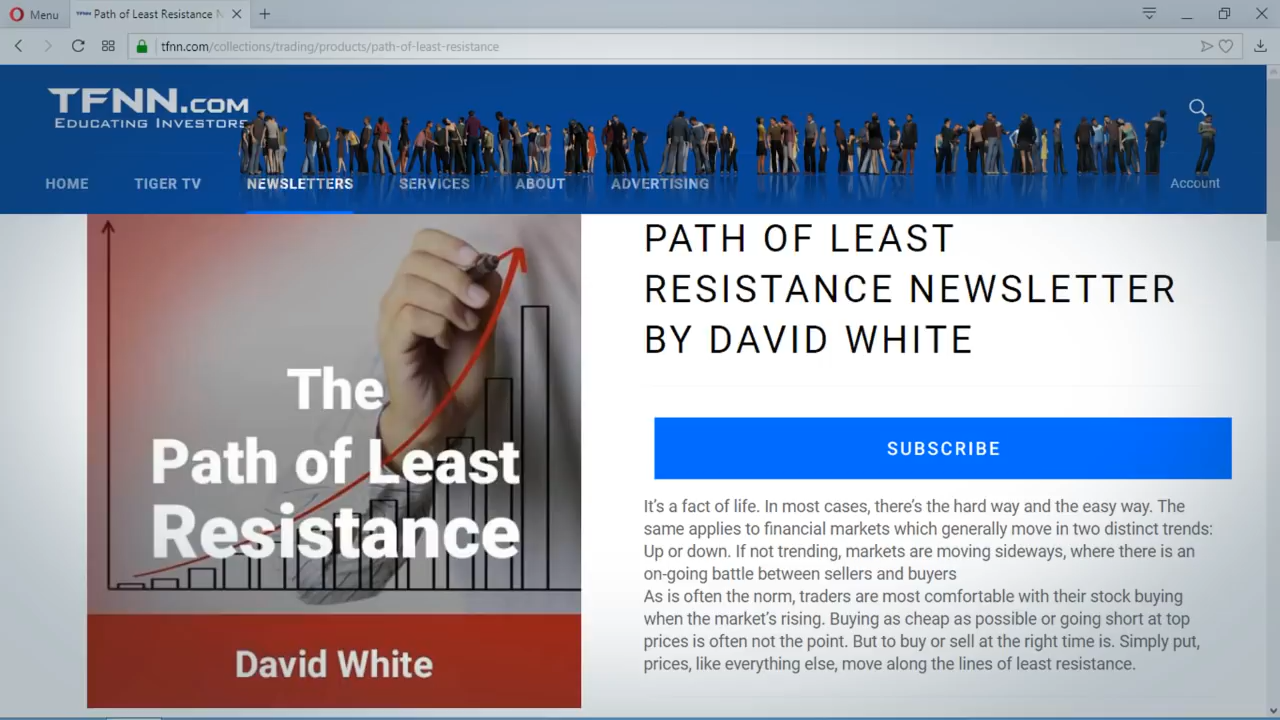 Menu
Path of Least Resistance
tfnn.com/collections/trading/products/path-of-least-resistance
TFNN.COM
EDUCATING INVESTORS
HOME
TIGER TV
NEWSLETTERS
SERVICES
ABOUT
ADVERTISING
Account
The
Path of Least
Resistance
David White
PATH OF LEAST
RESISTANCE NEWSLETTER
BY DAVID WHITE
SUBSCRIBE
It's a fact of life. In most cases, there's the hard way and the easy way. The
same applies to financial markets which generally move in two distinct trends:
Up or down. If not trending, markets are moving sideways, where there is an
on-going battle between sellers and buyers
As is often the norm, traders are most comfortable with their stock buying
when the market's rising. Buying as cheap as possible or going short at top
prices is often not the point. But to buy or sell at the right time is. Simply put,
prices, like everything else, move along the lines of least resistance.